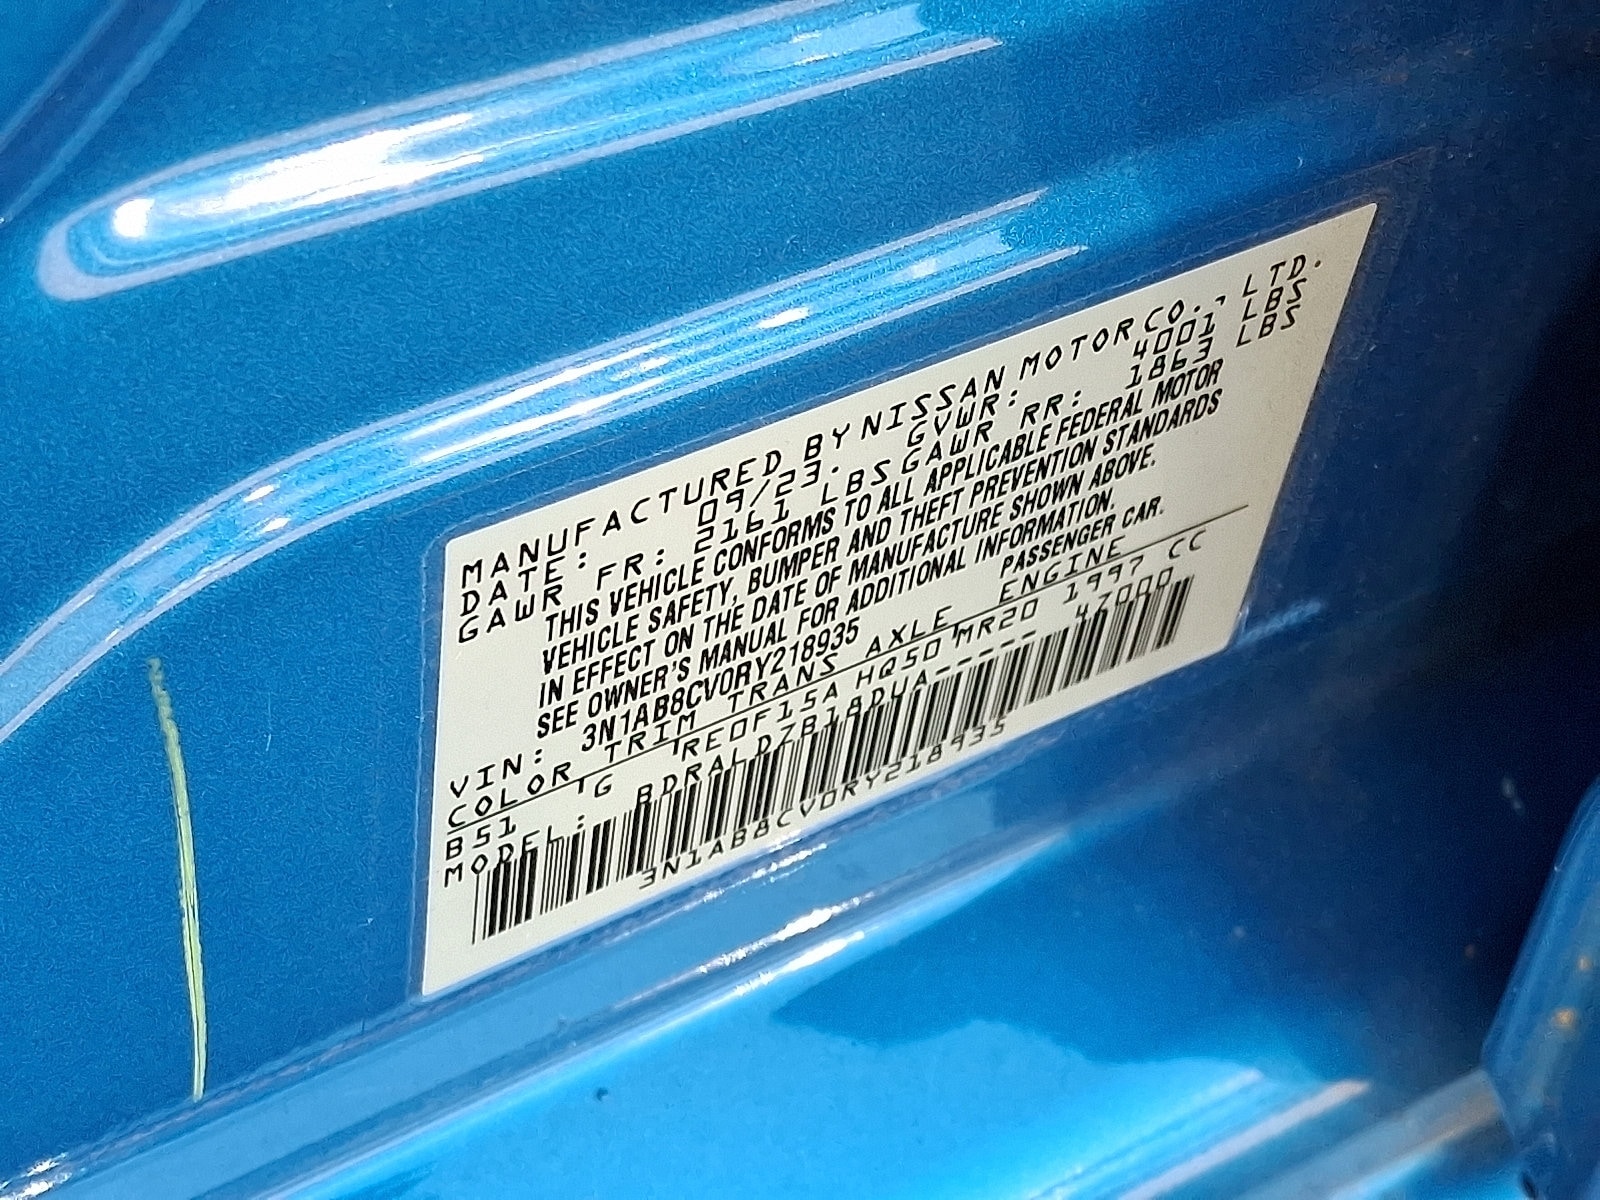 MANUFACTURED BY NISSAN MOTOR CO., LTD.
DATE: 09/23. GVWR: 4001 LBS
GAWR FR: 2161 LBS GAWR RR: 1863 LBS
THIS VEHICLE CONFORMS TO ALL APPLICABLE FEDERAL MOTOR
VEHICLE SAFETY, BUMPER AND THEFT PREVENTION STANDARDS
IN EFFECT ON THE DATE OF MANUFACTURE SHOWN ABOVE.
SEE OWNER'S MANUAL FOR ADDITIONAL INFORMATION.
VIN: 3N1AB8CV0RY218935 PASSENGER CAR.
COLOR TRIM TRANS AXLE ENGINE
B51 G RE0F15A HQ50 MR20 1997 CC
MODEL: BDRALDZB18DUA----- 47000
3N1AB8CV0RY218935